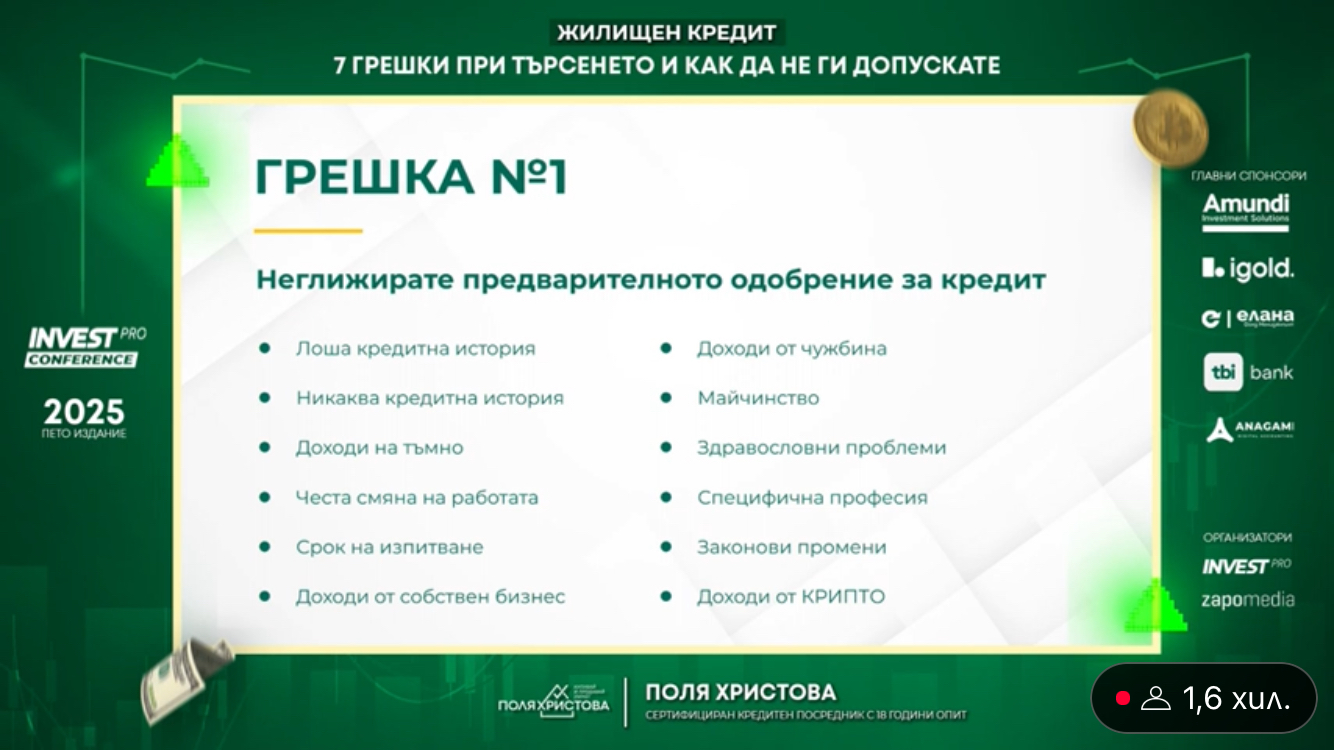 ЖИЛИЩЕН КРЕДИТ
7 ГРЕШКИ ПРИ ТЪРСЕНЕТО И КАК ДА НЕ ГИ ДОПУСКАТЕ
ГРЕШКА №1
Неглижирате предварителното одобрение за кредит
Лоша кредитна история
Никаква кредитна история
Доходи на тъмно
Честа смяна на работата
Срок на изпитване
Доходи от собствен бизнес
Доходи от чужбина
Майчинство
Здравословни проблеми
Специфична професия
Законови промени
Доходи от КРИПТО
INVEST PRO
CONFERENCE
2025
ПЕТО ИЗДАНИЕ
ГЛАВНИ СПОНСОРИ
Amundi
Investment Solutions
igold.
елана
tbi bank
ANAGAMI
DIGITAL ACCOUNTING
ОРГАНИЗАТОРИ
INVEST PRO
zapomedia
ПОЛЯ ХРИСТОВА
ПОЛЯ ХРИСТОВА
СЕРТИФИЦИРАН КРЕДИТЕН ПОСРЕДНИК С 18 ГОДИНИ ОПИТ
1,6 хил.